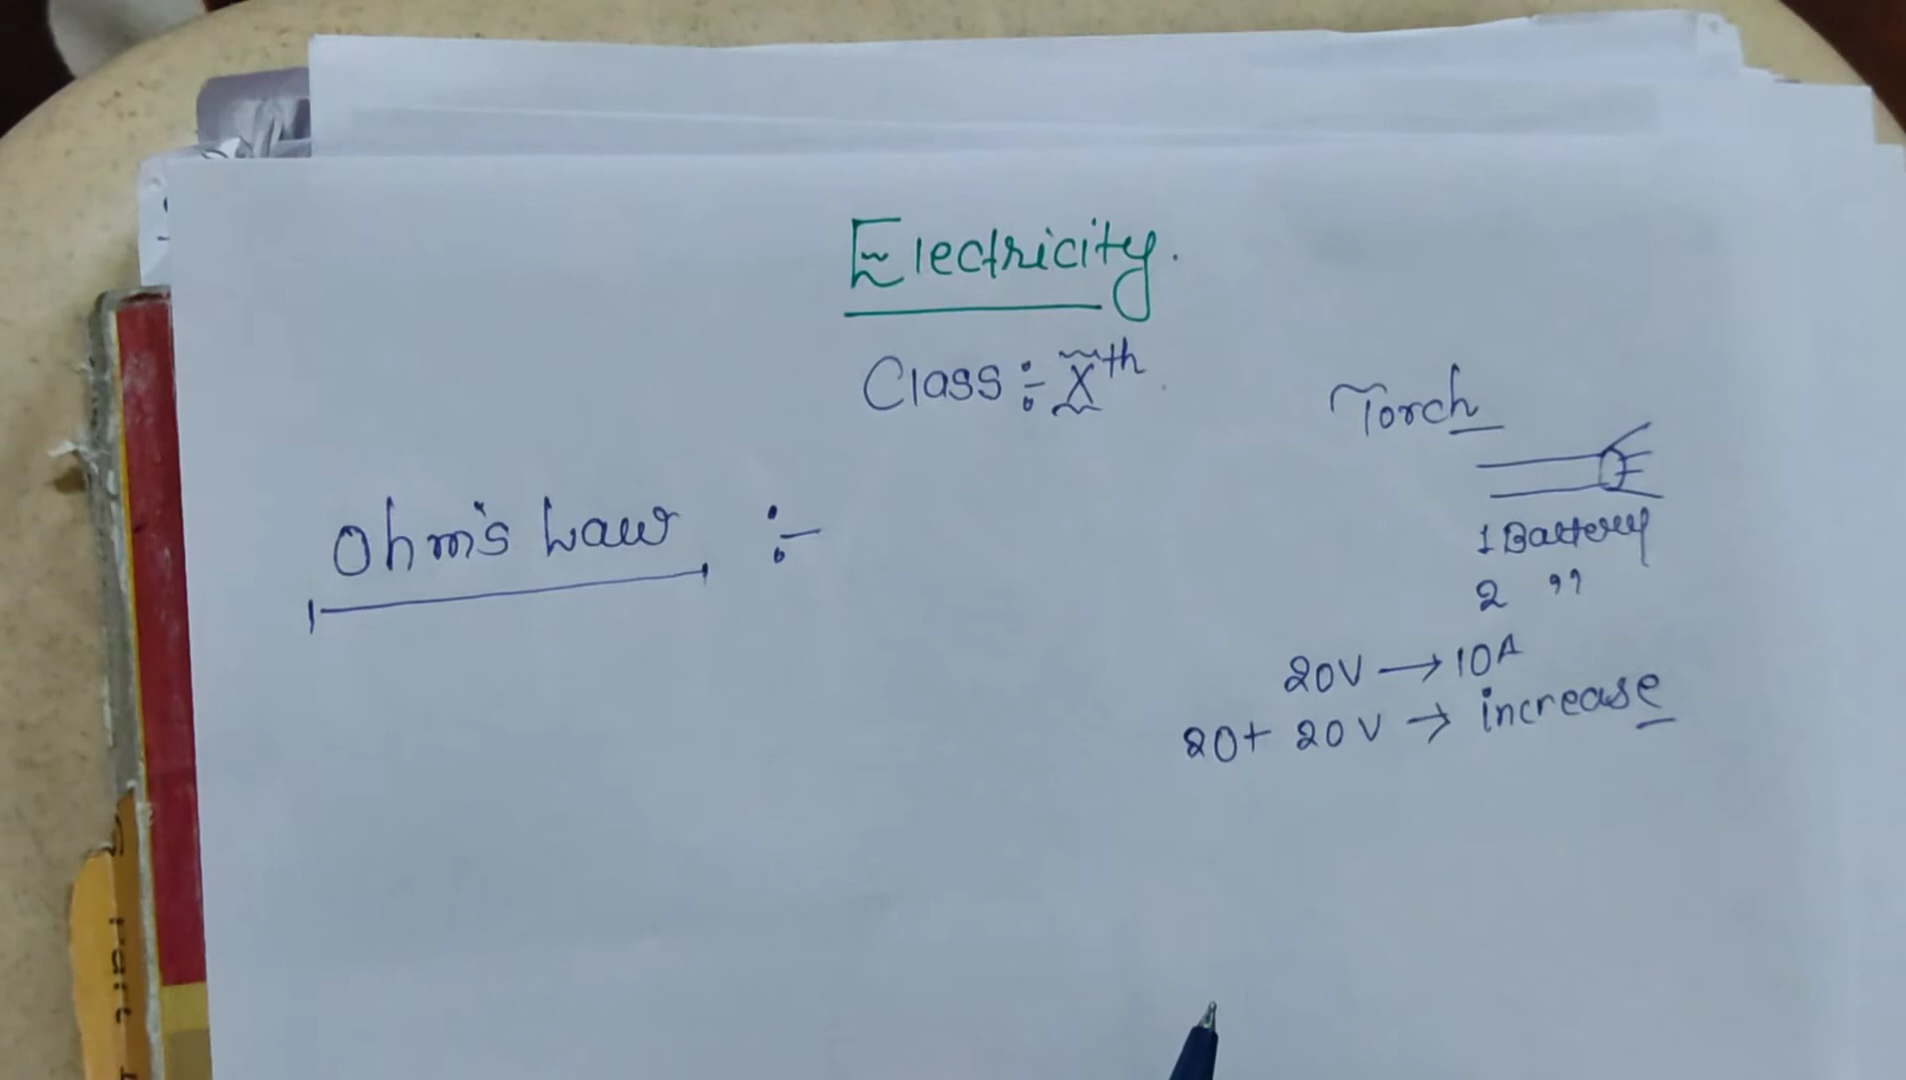 Electricity.
Class :- Xth
Torch
Ohm's Law :-
1 Battery
2 ,,
20V → 10A
20+ 20V → increase